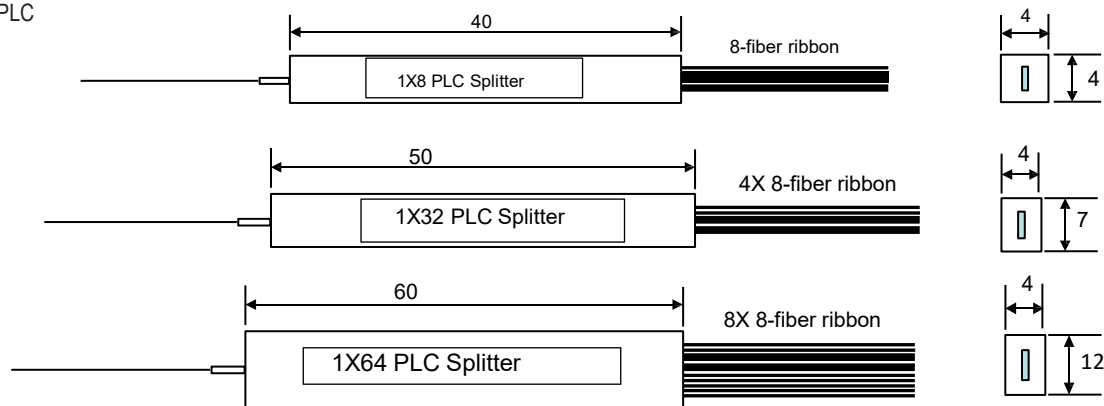 PLC
40
4
8-fiber ribbon
1X8 PLC Splitter
4
50
4
4X 8-fiber ribbon
1X32 PLC Splitter
7
60
4
8X 8-fiber ribbon
1X64 PLC Splitter
12